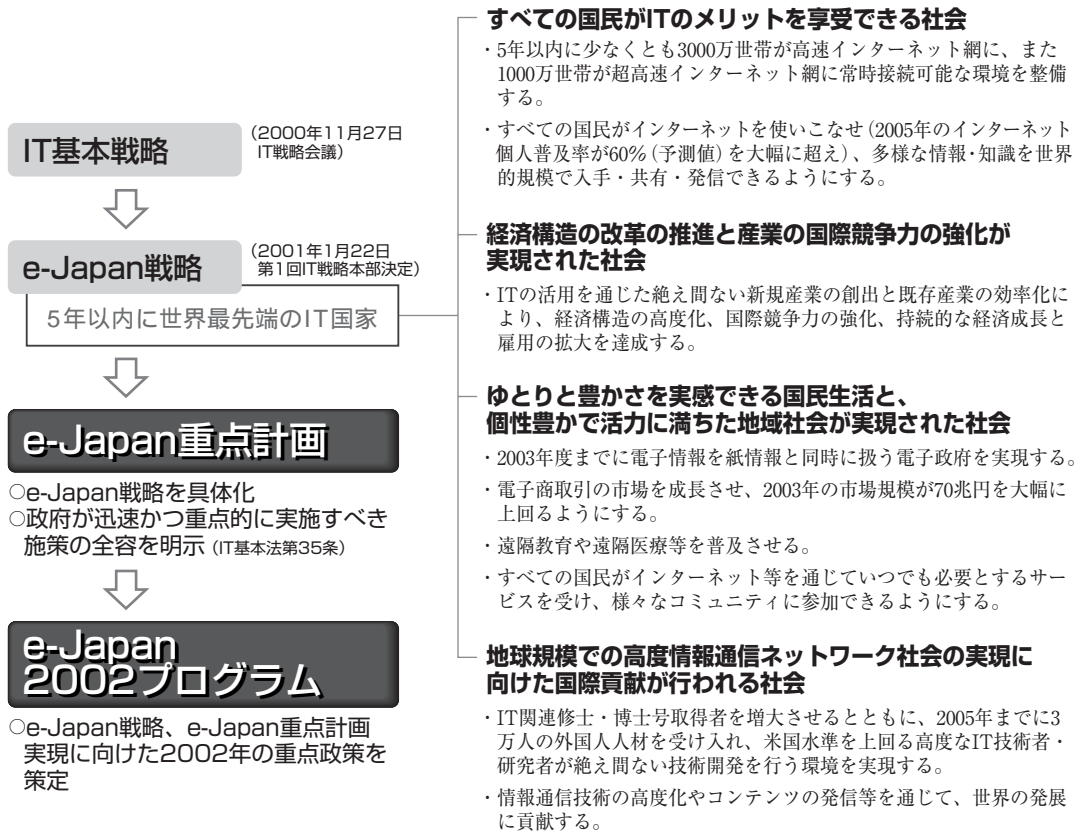 IT基本戦略
(2000年11月27日
IT戦略会議)
e-Japan戦略
(2001年1月22日
第1回IT戦略本部決定)
5年以内に世界最先端のIT国家
e-Japan重点計画
○e-Japan戦略を具体化
○政府が迅速かつ重点的に実施すべき
施策の全容を明示(IT基本法第35条)
e-Japan
2002プログラム
○e-Japan戦略、e-Japan重点計画
実現に向けた2002年の重点政策を
策定
すべての国民がITのメリットを享受できる社会
・5年以内に少なくとも3000万世帯が高速インターネット網に、また
1000万世帯が超高速インターネット網に常時接続可能な環境を整備
する。
・すべての国民がインターネットを使いこなせ(2005年のインターネット
個人普及率が60%(予測値)を大幅に超え)、多様な情報・知識を世界
的規模で入手・共有・発信できるようにする。
経済構造の改革の推進と産業の国際競争力の強化が
実現された社会
・ITの活用を通じた絶え間ない新規産業の創出と既存産業の効率化に
より、経済構造の高度化、国際競争力の強化、持続的な経済成長と
雇用の拡大を達成する。
ゆとりと豊かさを実感できる国民生活と、
個性豊かで活力に満ちた地域社会が実現された社会
・2003年度までに電子情報を紙情報と同時に扱う電子政府を実現する。
・電子商取引の市場を成長させ、2003年の市場規模が70兆円を大幅に
上回るようにする。
・遠隔教育や遠隔医療等を普及させる。
・すべての国民がインターネット等を通じていつでも必要とするサー
ビスを受け、様々なコミュニティに参加できるようにする。
地球規模での高度情報通信ネットワーク社会の実現に
向けた国際貢献が行われる社会
・IT関連修士・博士号取得者を増大させるとともに、2005年までに3
万人の外国人人材を受け入れ、米国水準を上回る高度なIT技術者・
研究者が絶え間ない技術開発を行う環境を実現する。
・情報通信技術の高度化やコンテンツの発信等を通じて、世界の発展
に貢献する。